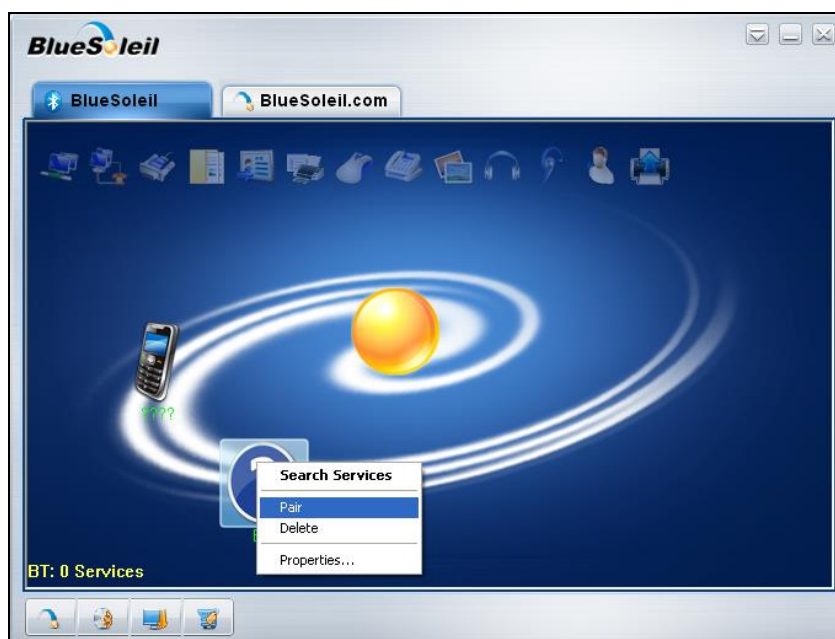 BlueSoleil
BlueSoleil
BlueSoleil.com
????
Search Services
Pair
Delete
Properties...
BT: 0 Services